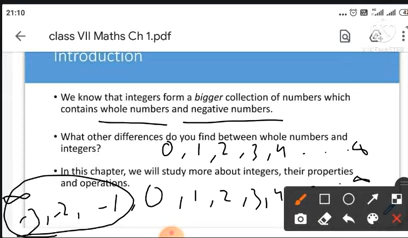 21:10
class VII Maths Ch 1.pdf
Introduction
• We know that integers form a bigger collection of numbers which
contains whole numbers and negative numbers.
• What other differences do you find between whole numbers and
integers?
0, 1, 2, 3, 4 . . . . ∞
• In this chapter, we will study more about integers, their properties
and operations.
∞ -3, -2, -1, 0, 1, 2, 3, 4 ∞